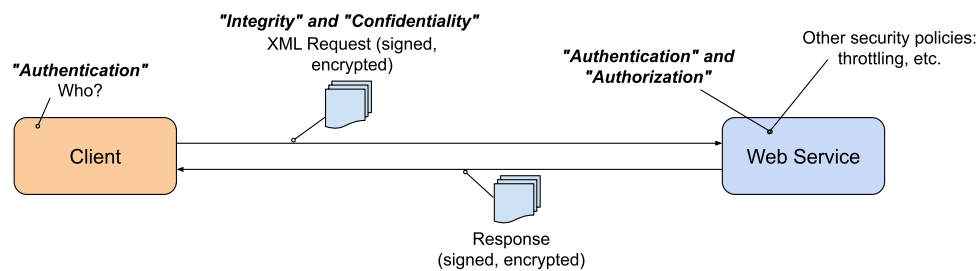 "Integrity" and "Confidentiality"
XML Request (signed,
encrypted)
"Authentication"
Who?
"Authentication" and
"Authorization"
Other security policies:
throttling, etc.
Client
Web Service
Response
(signed, encrypted)